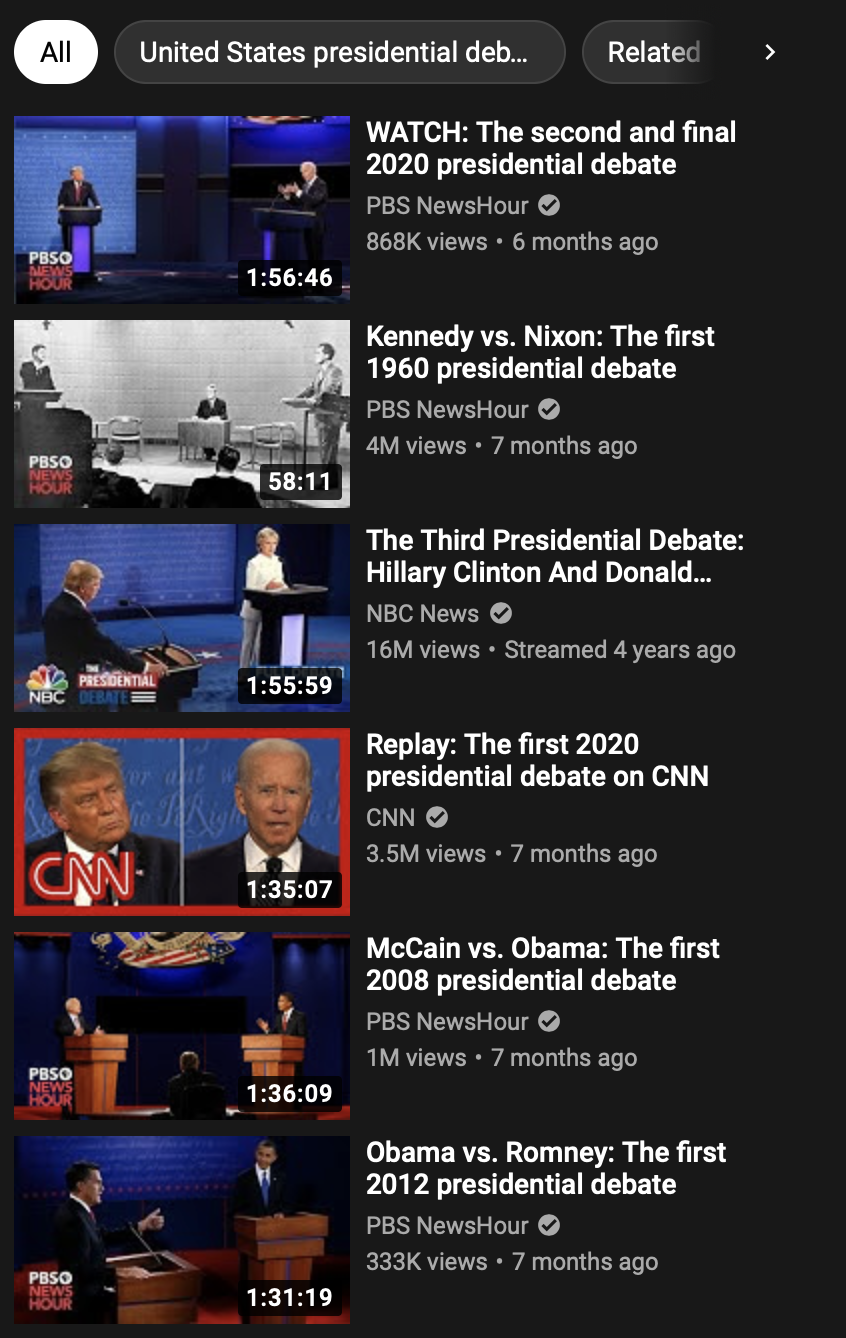 All
United States presidential deb...
Related
WATCH: The second and final
2020 presidential debate
PBS NewsHour
868K views • 6 months ago
PBS
NEWS
HOUR
1:56:46
Kennedy vs. Nixon: The first
1960 presidential debate
PBS NewsHour
4M views • 7 months ago
PBS
NEWS
HOUR
58:11
The Third Presidential Debate:
Hillary Clinton And Donald...
NBC News
16M views • Streamed 4 years ago
NBC
THE
PRESIDENTIAL
DEBATE
1:55:59
Replay: The first 2020
presidential debate on CNN
CNN
3.5M views • 7 months ago
CNN
1:35:07
McCain vs. Obama: The first
2008 presidential debate
PBS NewsHour
1M views • 7 months ago
PBS
NEWS
HOUR
1:36:09
Obama vs. Romney: The first
2012 presidential debate
PBS NewsHour
333K views • 7 months ago
PBS
NEWS
HOUR
1:31:19